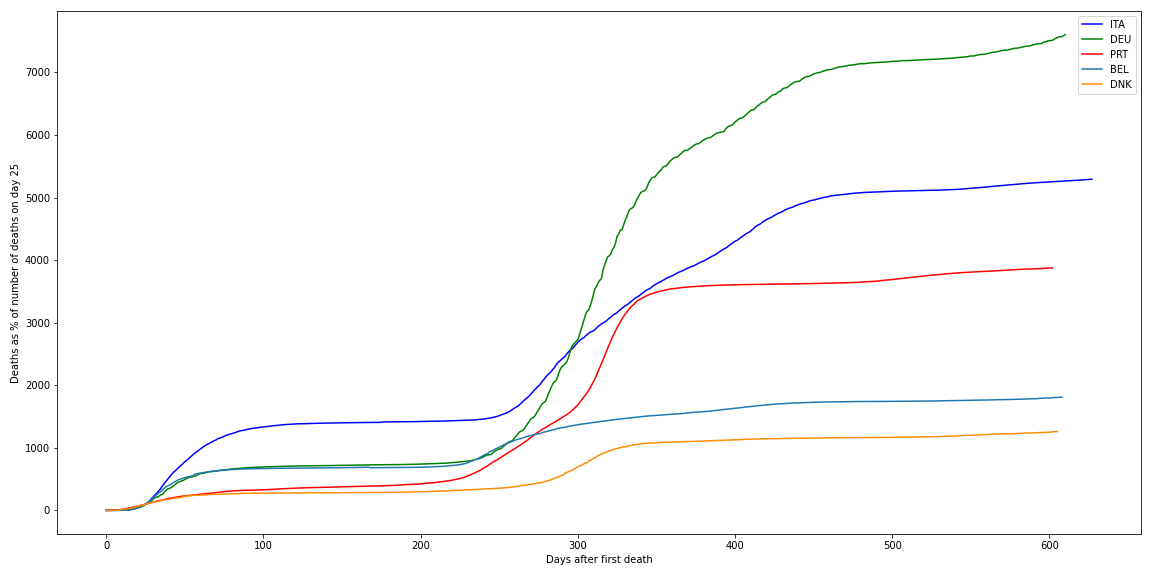 ITA
DEU
PRT
BEL
DNK
7000
6000
5000
4000
3000
2000
1000
0
Deaths as % of number of deaths on day 25
0 100 200 300 400 500 600
Days after first death